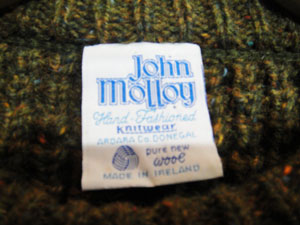 John
Molloy
Hand-Fashioned
Knitwear
ARDARA Co DONEGAL
pure new
wool
MADE IN IRELAND